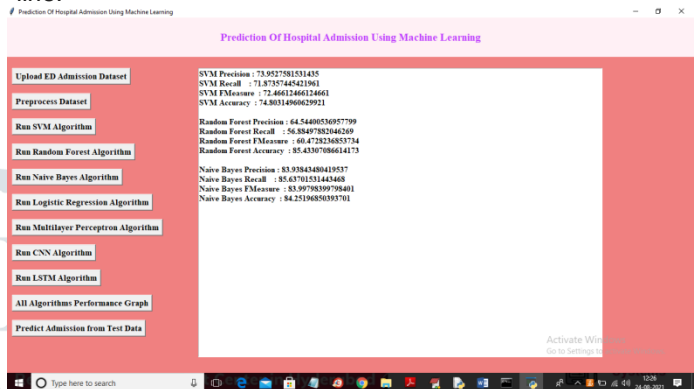 Prediction Of Hospital Admission Using Machine Learning
Prediction Of Hospital Admission Using Machine Learning
Upload ED Admission Dataset
Preprocess Dataset
Run SVM Algorithm
Run Random Forest Algorithm
Run Naive Bayes Algorithm
Run Logistic Regression Algorithm
Run Multilayer Perceptron Algorithm
Run CNN Algorithm
Run LSTM Algorithm
All Algorithms Performance Graph
Predict Admission from Test Data
SVM Precision : 73.9527581531435
SVM Recall : 71.87357445421961
SVM FMeasure : 72.46612466124661
SVM Accuracy : 74.80314960629921
Random Forest Precision : 64.54400536957799
Random Forest Recall : 56.88497882046269
Random Forest FMeasure : 60.4728236853734
Random Forest Accuracy : 85.43307086614173
Naive Bayes Precision : 83.93843480419537
Naive Bayes Recall : 85.63701531443468
Naive Bayes FMeasure : 83.99798399798401
Naive Bayes Accuracy : 84.25196850393701
Activate Win
Go to Settings to
Type here to search
12:26
24-08-2021